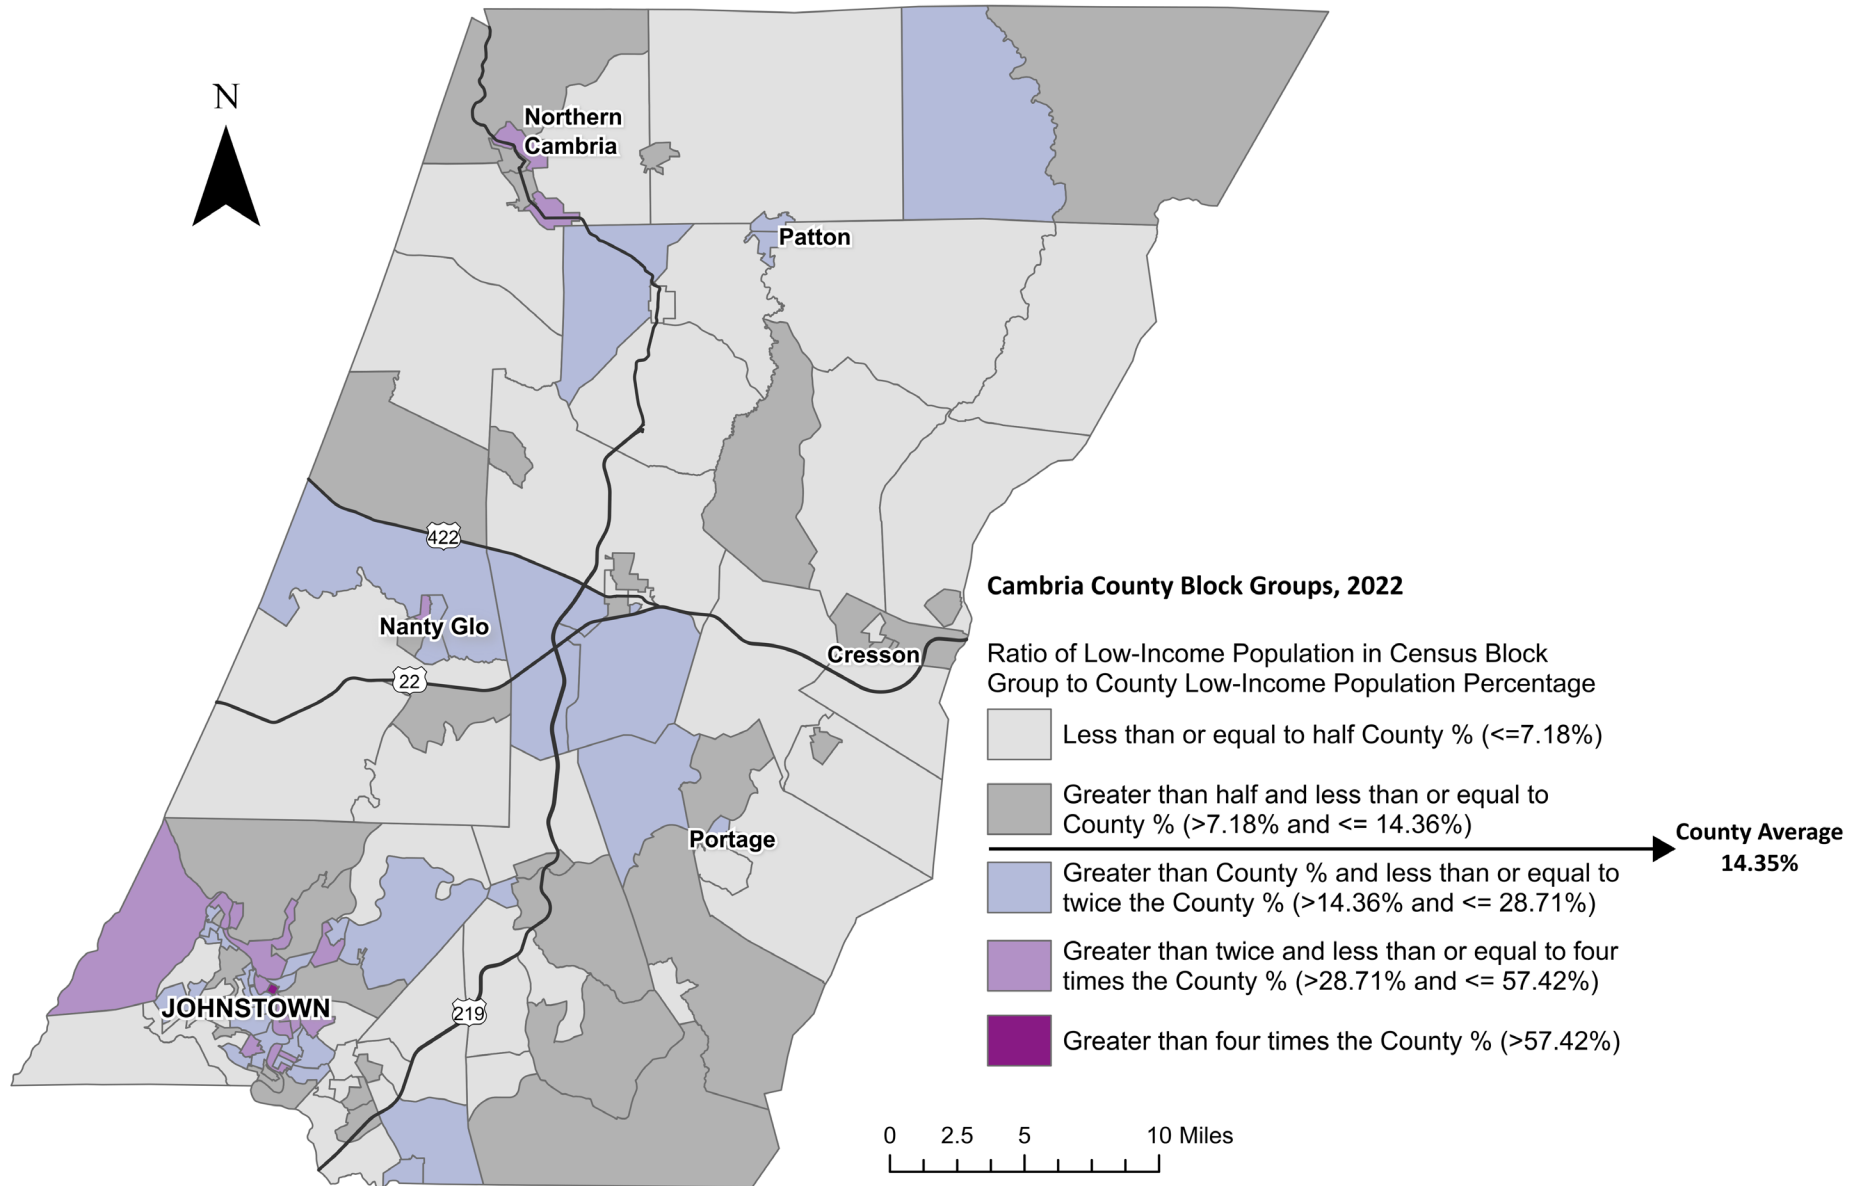 N
Northern
Cambria
Patton
422
Nanty Glo
22
Cresson
Portage
JOHNSTOWN
219
Cambria County Block Groups, 2022
Ratio of Low-Income Population in Census Block
Group to County Low-Income Population Percentage
Less than or equal to half County % (<=7.18%)
Greater than half and less than or equal to
County % (>7.18% and <= 14.36%)
County Average
14.35%
Greater than County % and less than or equal to
twice the County % (>14.36% and <= 28.71%)
Greater than twice and less than or equal to four
times the County % (>28.71% and <= 57.42%)
Greater than four times the County % (>57.42%)
0 2.5 5 10 Miles